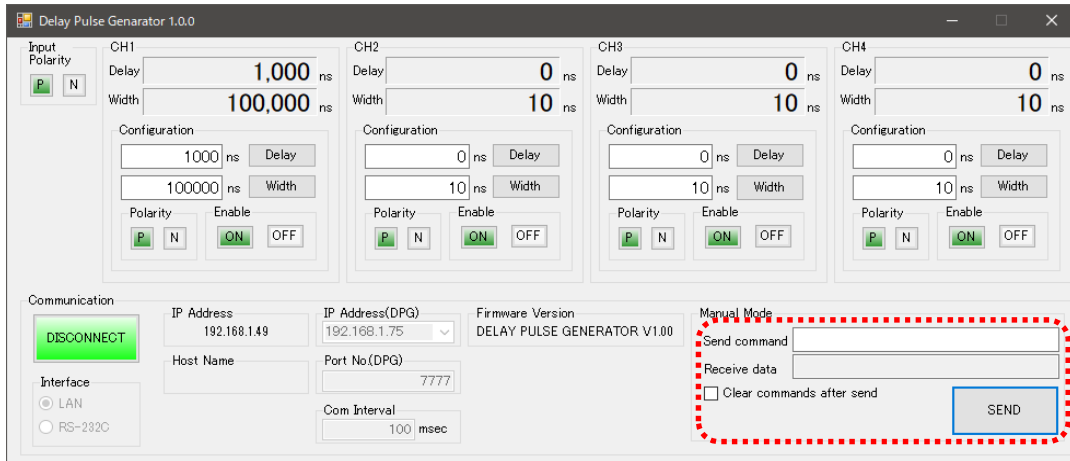 Delay Pulse Genarator 1.0.0
Input
Polarity
P N
CH1
Delay 1,000 ns
Width 100,000 ns
Configuration
1000 ns Delay
100000 ns Width
Polarity
P N
Enable
ON OFF
CH2
Delay 0 ns
Width 10 ns
Configuration
0 ns Delay
10 ns Width
Polarity
P N
Enable
ON OFF
CH3
Delay 0 ns
Width 10 ns
Configuration
0 ns Delay
10 ns Width
Polarity
P N
Enable
ON OFF
CH4
Delay 0 ns
Width 10 ns
Configuration
0 ns Delay
10 ns Width
Polarity
P N
Enable
ON OFF
Communication
DISCONNECT
Interface
LAN
RS-232C
IP Address
192.168.1.49
Host Name
IP Address(DPG)
192.168.1.75
Port No.(DPG)
7777
Com Interval
100 msec
Firmware Version
DELAY PULSE GENERATOR V1.00
Manual Mode
Send command
Receive data
Clear commands after send
SEND